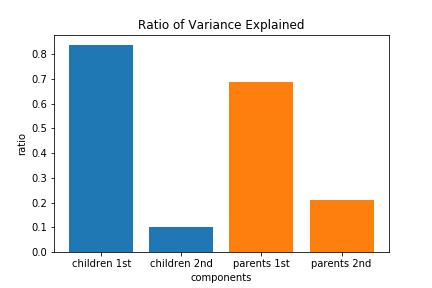 Ratio of Variance Explained
0.8
0.7
0.6
0.5
0.4
0.3
0.2
0.1
0.0
ratio
children 1st children 2nd parents 1st parents 2nd
components